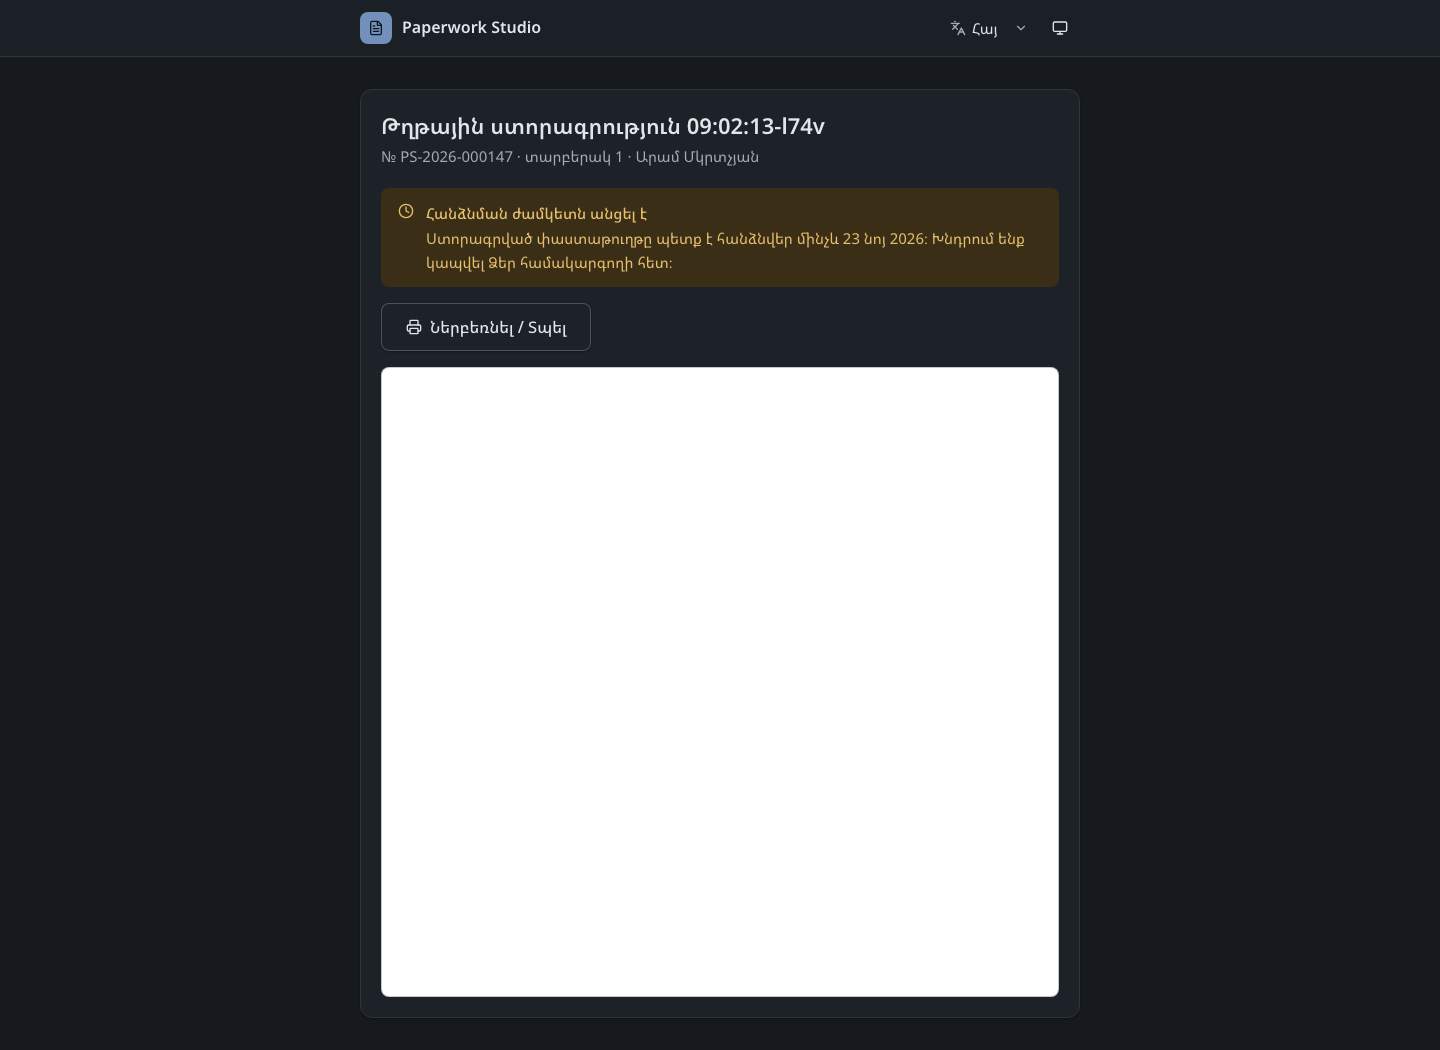 Paperwork Studio
Հայ
Թղթային ստորագրություն 09:02:13-l74v
№ PS-2026-000147 · տարբերակ 1 · Արամ Մկրտչյան
Հանձնման ժամկետն անցել է
Ստորագրված փաստաթուղթը պետք է հանձնվեր մինչև 23 նոյ 2026։ Խնդրում ենք
կապվել Ձեր համակարգողի հետ։
Ներբեռնել / Տպել